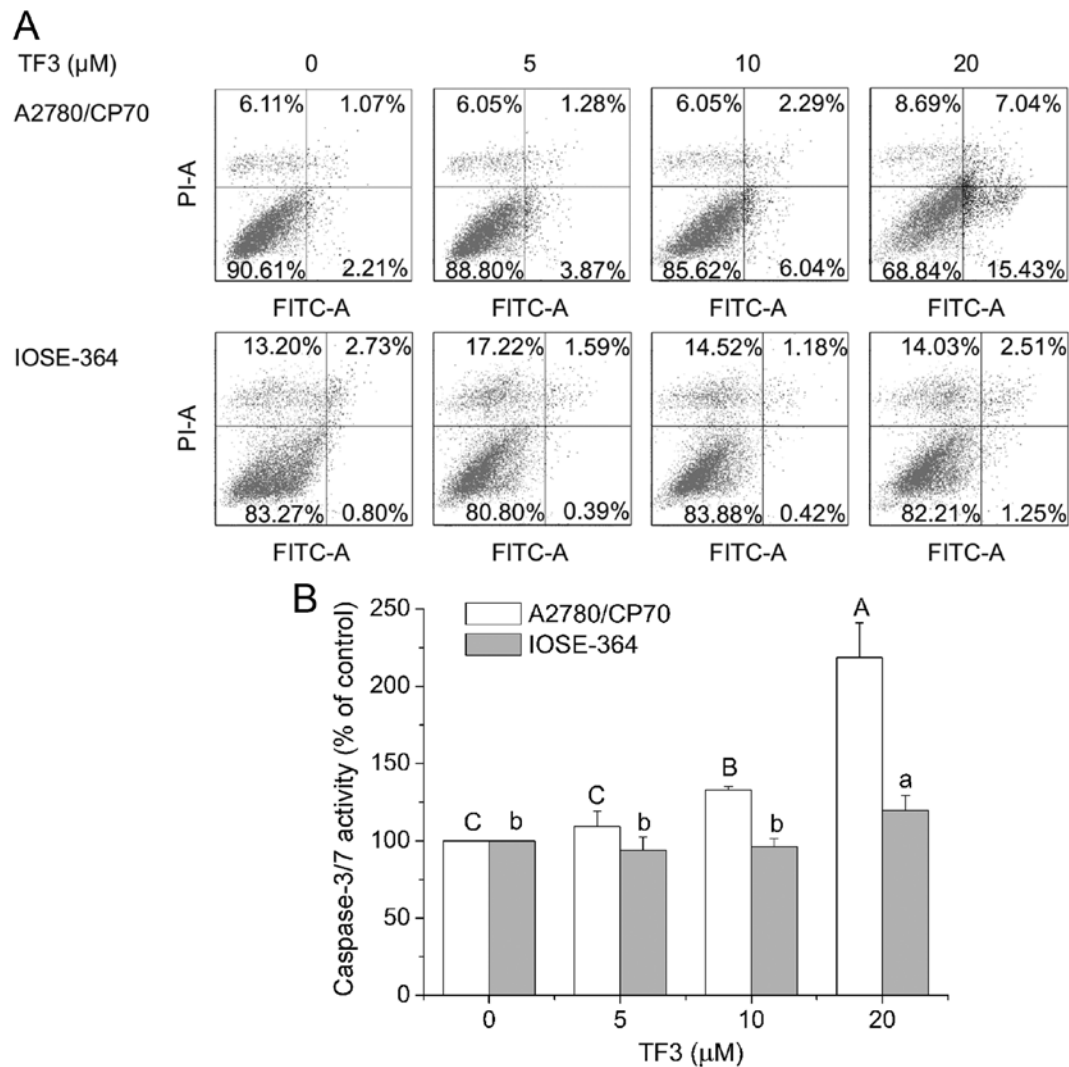 A
TF3 (µM) 0 5 10 20
A2780/CP70
6.11% 1.07% 6.05% 1.28% 6.05% 2.29% 8.69% 7.04%
PI-A
90.61% 2.21% 88.80% 3.87% 85.62% 6.04% 68.84% 15.43%
FITC-A FITC-A FITC-A FITC-A
IOSE-364
13.20% 2.73% 17.22% 1.59% 14.52% 1.18% 14.03% 2.51%
PI-A
83.27% 0.80% 80.80% 0.39% 83.88% 0.42% 82.21% 1.25%
FITC-A FITC-A FITC-A FITC-A
B
Caspase-3/7 activity (% of control)
250
200
150
100
50
0
A2780/CP70
IOSE-364
C b C b B b A a
0 5 10 20
TF3 (µM)